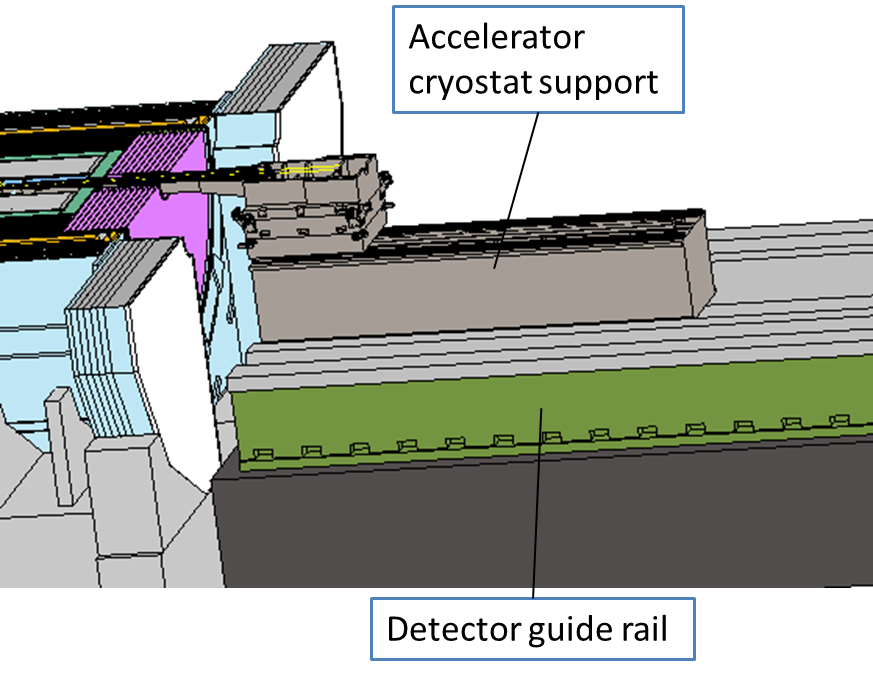 Accelerator
cryostat support
Detector guide rail